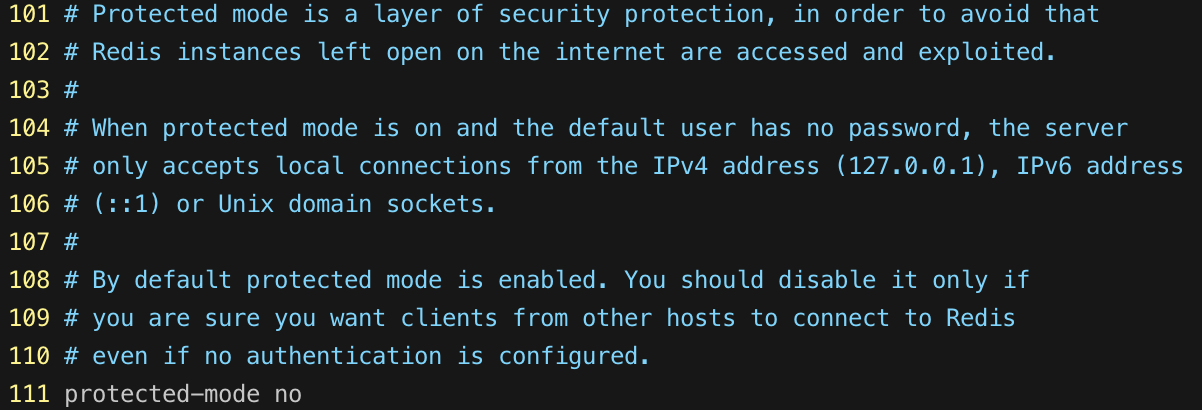 101 # Protected mode is a layer of security protection, in order to avoid that
102 # Redis instances left open on the internet are accessed and exploited.
103 #
104 # When protected mode is on and the default user has no password, the server
105 # only accepts local connections from the IPv4 address (127.0.0.1), IPv6 address
106 # (::1) or Unix domain sockets.
107 #
108 # By default protected mode is enabled. You should disable it only if
109 # you are sure you want clients from other hosts to connect to Redis
110 # even if no authentication is configured.
111 protected-mode no